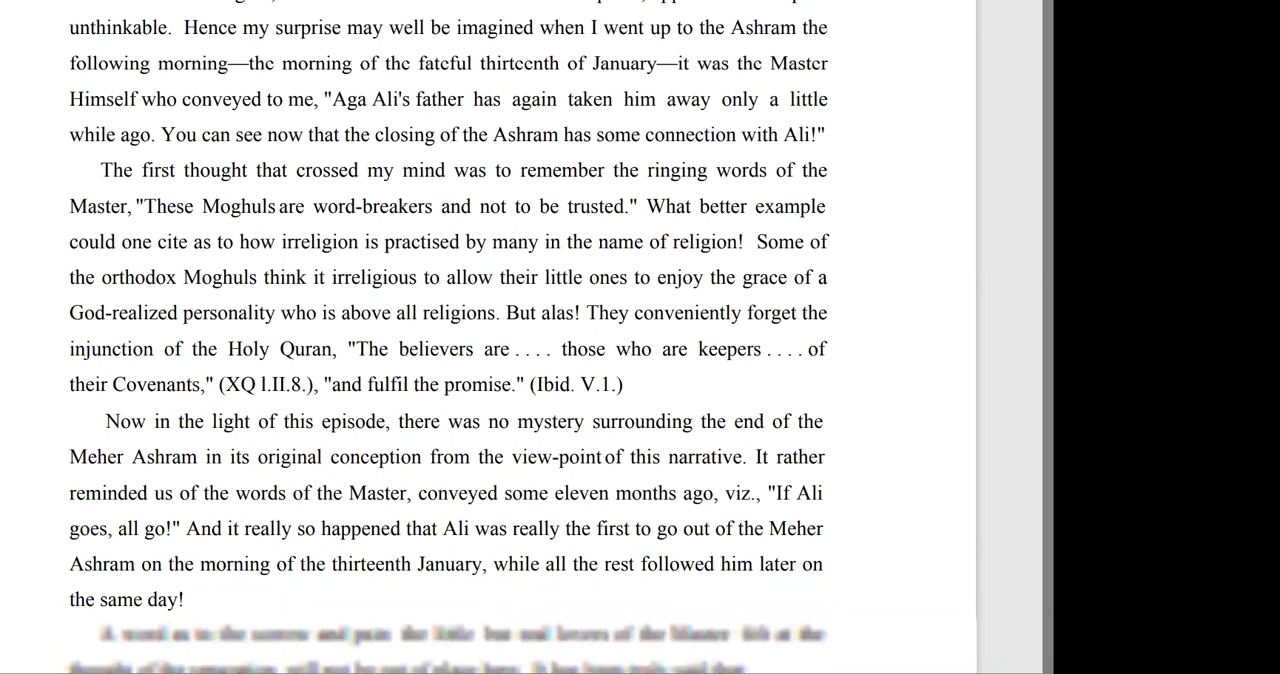 unthinkable. Hence my surprise may well be imagined when I went up to the Ashram the
following morning—the morning of the fateful thirteenth of January—it was the Master
Himself who conveyed to me, "Aga Ali's father has again taken him away only a little
while ago. You can see now that the closing of the Ashram has some connection with Ali!"
The first thought that crossed my mind was to remember the ringing words of the
Master, "These Moghuls are word-breakers and not to be trusted." What better example
could one cite as to how irreligion is practised by many in the name of religion! Some of
the orthodox Moghuls think it irreligious to allow their little ones to enjoy the grace of a
God-realized personality who is above all religions. But alas! They conveniently forget the
injunction of the Holy Quran, "The believers are . . . . those who are keepers . . . . of
their Covenants," (XQ l.II.8.), "and fulfil the promise." (Ibid. V.1.)
Now in the light of this episode, there was no mystery surrounding the end of the
Meher Ashram in its original conception from the view-point of this narrative. It rather
reminded us of the words of the Master, conveyed some eleven months ago, viz., "If Ali
goes, all go!" And it really so happened that Ali was really the first to go out of the Meher
Ashram on the morning of the thirteenth January, while all the rest followed him later on
the same day!